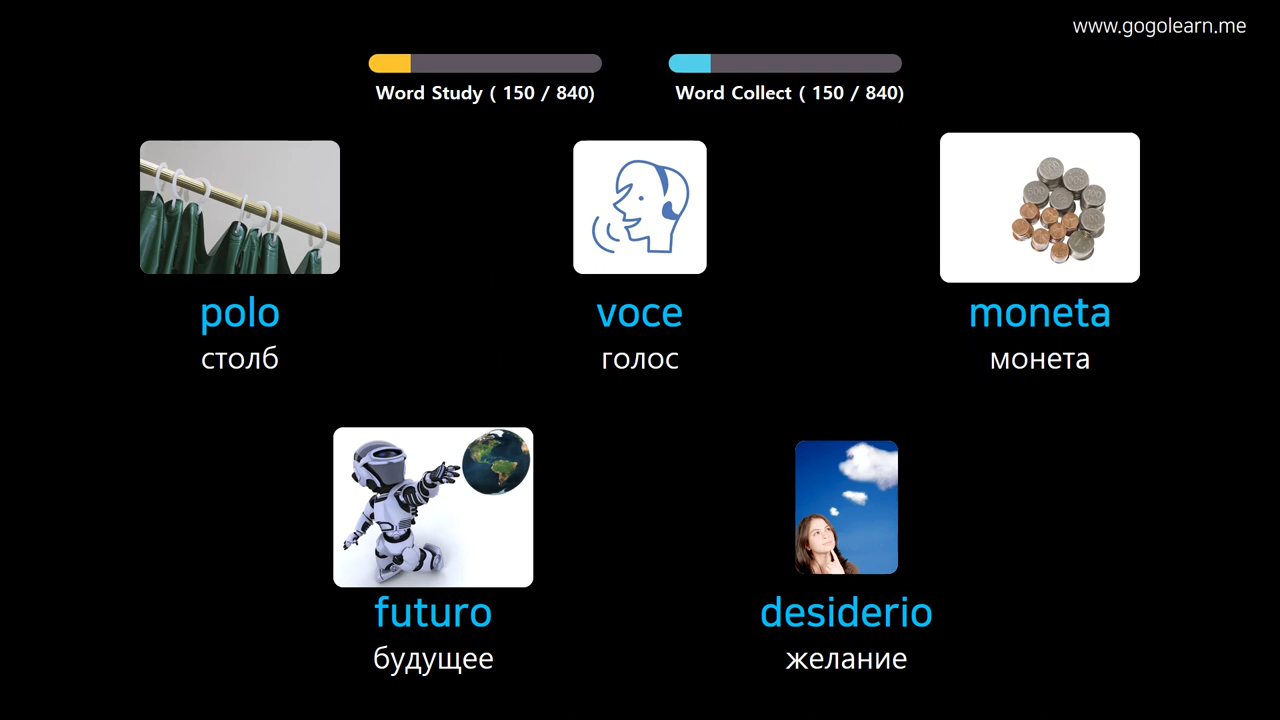 www.gogolearn.me
Word Study ( 150 / 840)
Word Collect ( 150 / 840)
polo
voce
moneta
столб
голос
монета
futuro
desiderio
будущее
желание